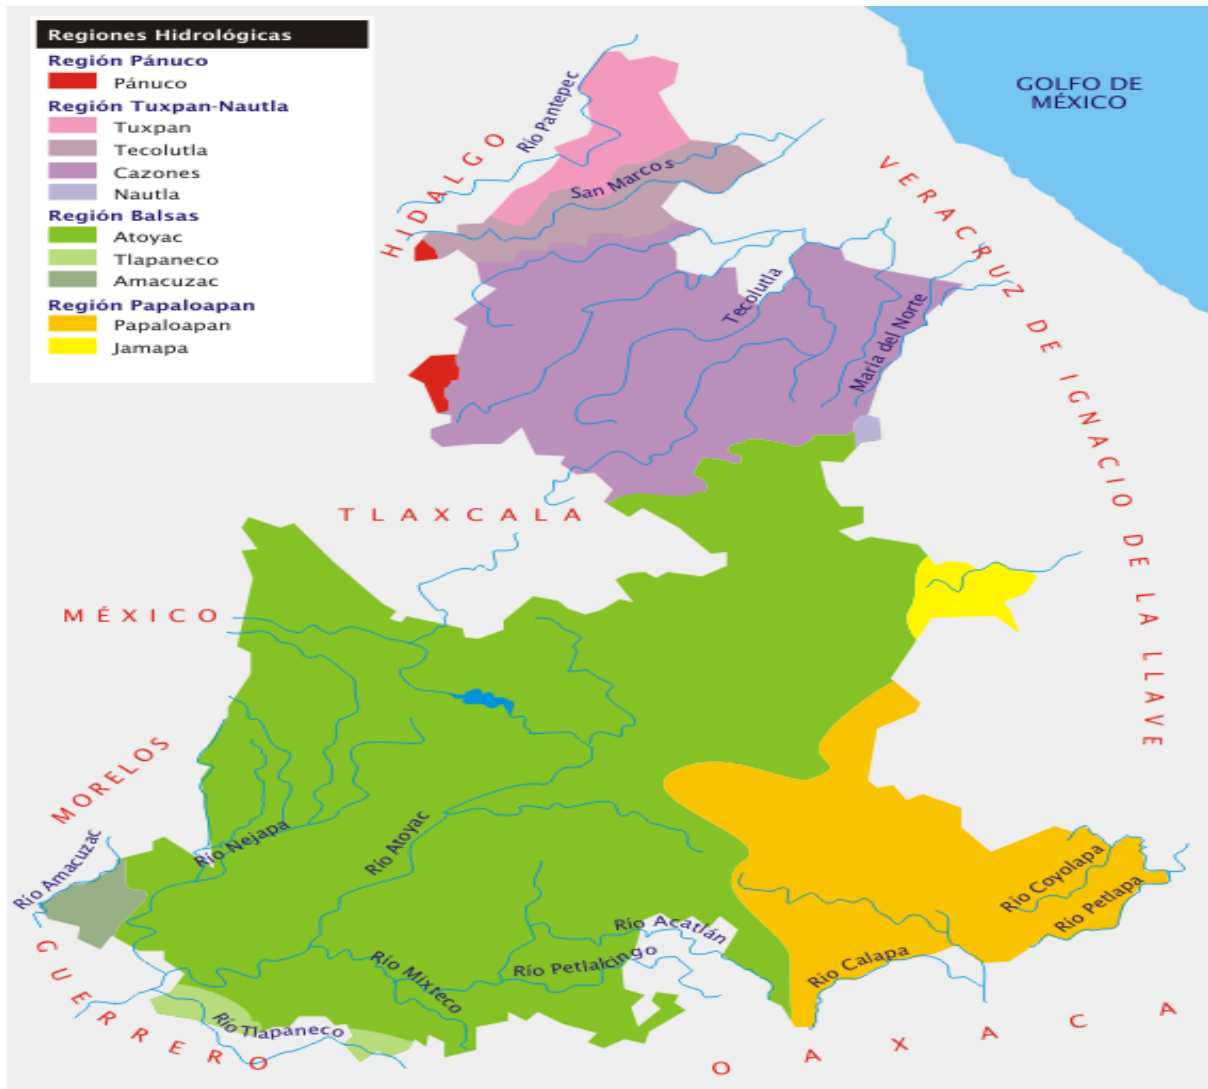 Regiones Hidrológicas
Región Pánuco
Pánuco
Región Tuxpan-Nautla
Tuxpan
Tecolutla
Cazones
Nautla
Región Balsas
Atoyac
Tlapaneco
Amacuzac
Región Papaloapan
Papaloapan
Jamapa
GOLFO DE
MÉXICO
Río Pantepec
HIDALGO
San Marcos
VERACRUZ DE IGNACIO DE LA LLAVE
Tecolutla
María del Norte
TLAXCALA
MÉXICO
MORELOS
Río Amacuzac
Río Nejapa
Río Atoyac
Río Coyolapa
Río Petlapa
Río Acatlán
Río Petlalcingo
Río Mixteco
Río Calapa
Río Tlapaneco
GUERRERO
OAXACA